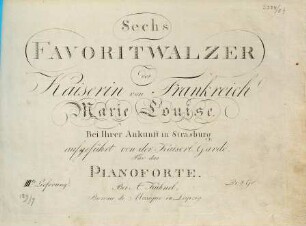 Sechs
FAVORITWALZER
der
Kaiserin von Frankreich
Marie Louise
Bei Ihrer Ankunft in Strasburg
aufgeführt von der Kaiserl. Garde.
Für das
PIANOFORTE.
Bei A. Kühnel.
Bureau de Musique in Leipzig